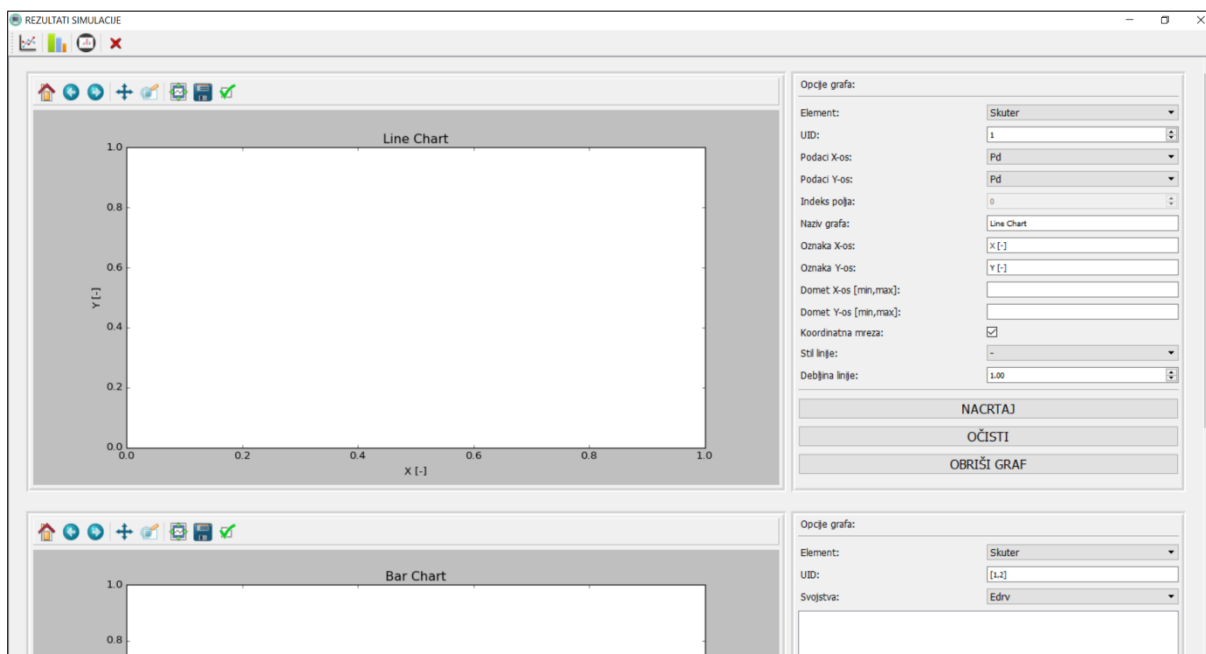 REZULTATI SIMULACIJE
Line Chart
1.0
0.8
0.6
0.4
0.2
0.0
Y [-]
0.0 0.2 0.4 0.6 0.8 1.0
X [-]
Opcije grafa:
Element: Skuter
UID: 1
Podaci X-os: Pd
Podaci Y-os: Pd
Indeks polja: 0
Naziv grafa: Line Chart
Oznaka X-os: X [-]
Oznaka Y-os: Y [-]
Domet X-os [min,max]:
Domet Y-os [min,max]:
Koordinatna mreza:
Stil linije: -
Debljina linije: 1.00
NACRTAJ
OČISTI
OBRIŠI GRAF
Bar Chart
1.0
0.8
Opcije grafa:
Element: Skuter
UID: [1,2]
Svojstva: Edrv